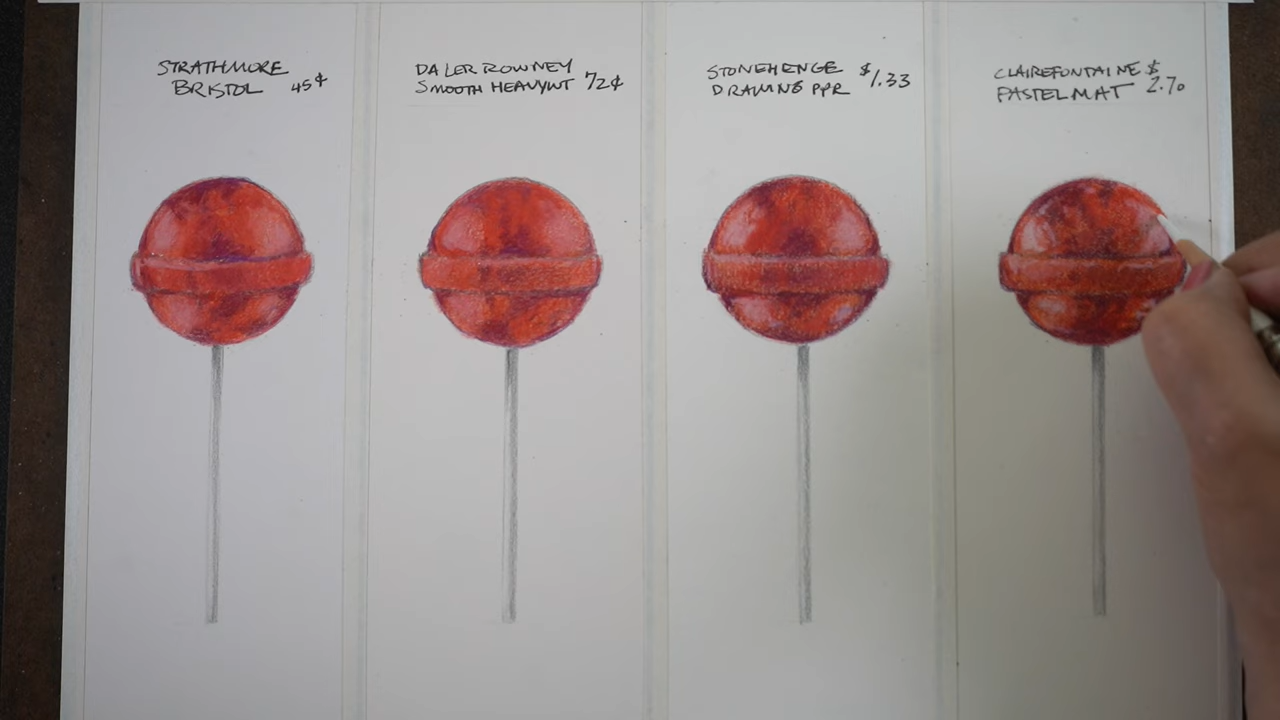 STRATHMORE
BRISTOL 45¢
DALER ROWNEY
SMOOTH HEAVYWT 72¢
STONEHENGE
DRAWING PPR $1.33
CLAIREFONTAINE $
PASTELMAT 2.70